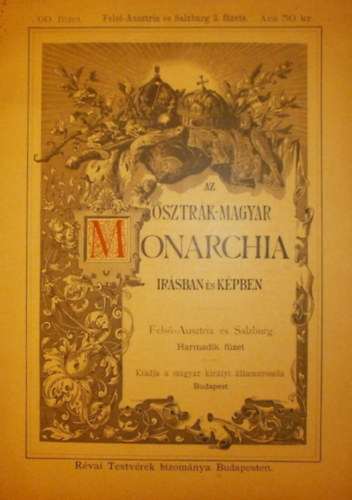 60. füzet. Felső Ausztria és Salzburg 3. füzete. Ára 30 kr.
AZ
OSZTRÁK-MAGYAR
MONARCHIA
IRÁSBAN ÉS KÉPBEN
Felső-Ausztria és Salzburg
Harmadik füzet
Kiadja a magyar királyi államnyomda
Budapest
Révai Testvérek bizománya Budapesten.